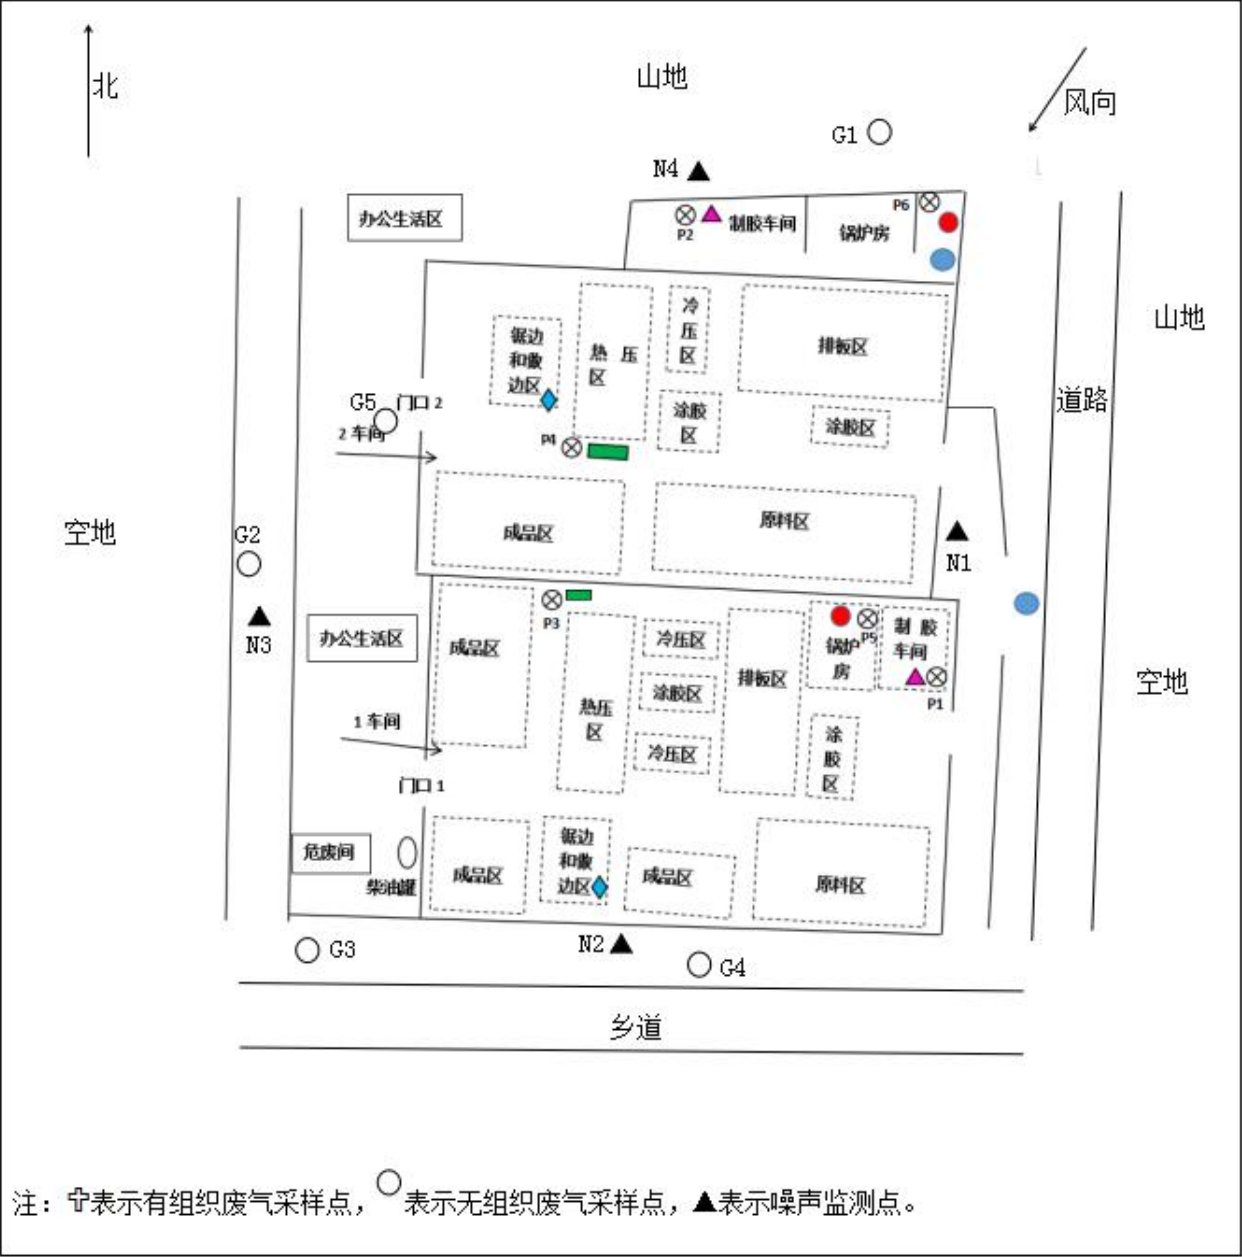 北
山地
风向
G1
N4
办公生活区
P2
制胶车间
锅炉房
P6
锯边
和微
边区
热 压
区
冷
压
区
排板区
山地
道路
G5
门口 2
2 车间
P4
涂胶
区
涂胶区
成品区
原料区
空地
G2
N1
N3
办公生活区
成品区
P3
冷压区
涂胶区
冷压区
热压
区
排板区
锅炉
房
P5
制 胶
车间
P1
空地
1 车间
门口 1
涂
胶
区
危废间
柴油罐
成品区
锯边
和微
边区
成品区
原料区
G3
N2
G4
乡道
注：表示有组织废气采样点，表示无组织废气采样点，▲表示噪声监测点。